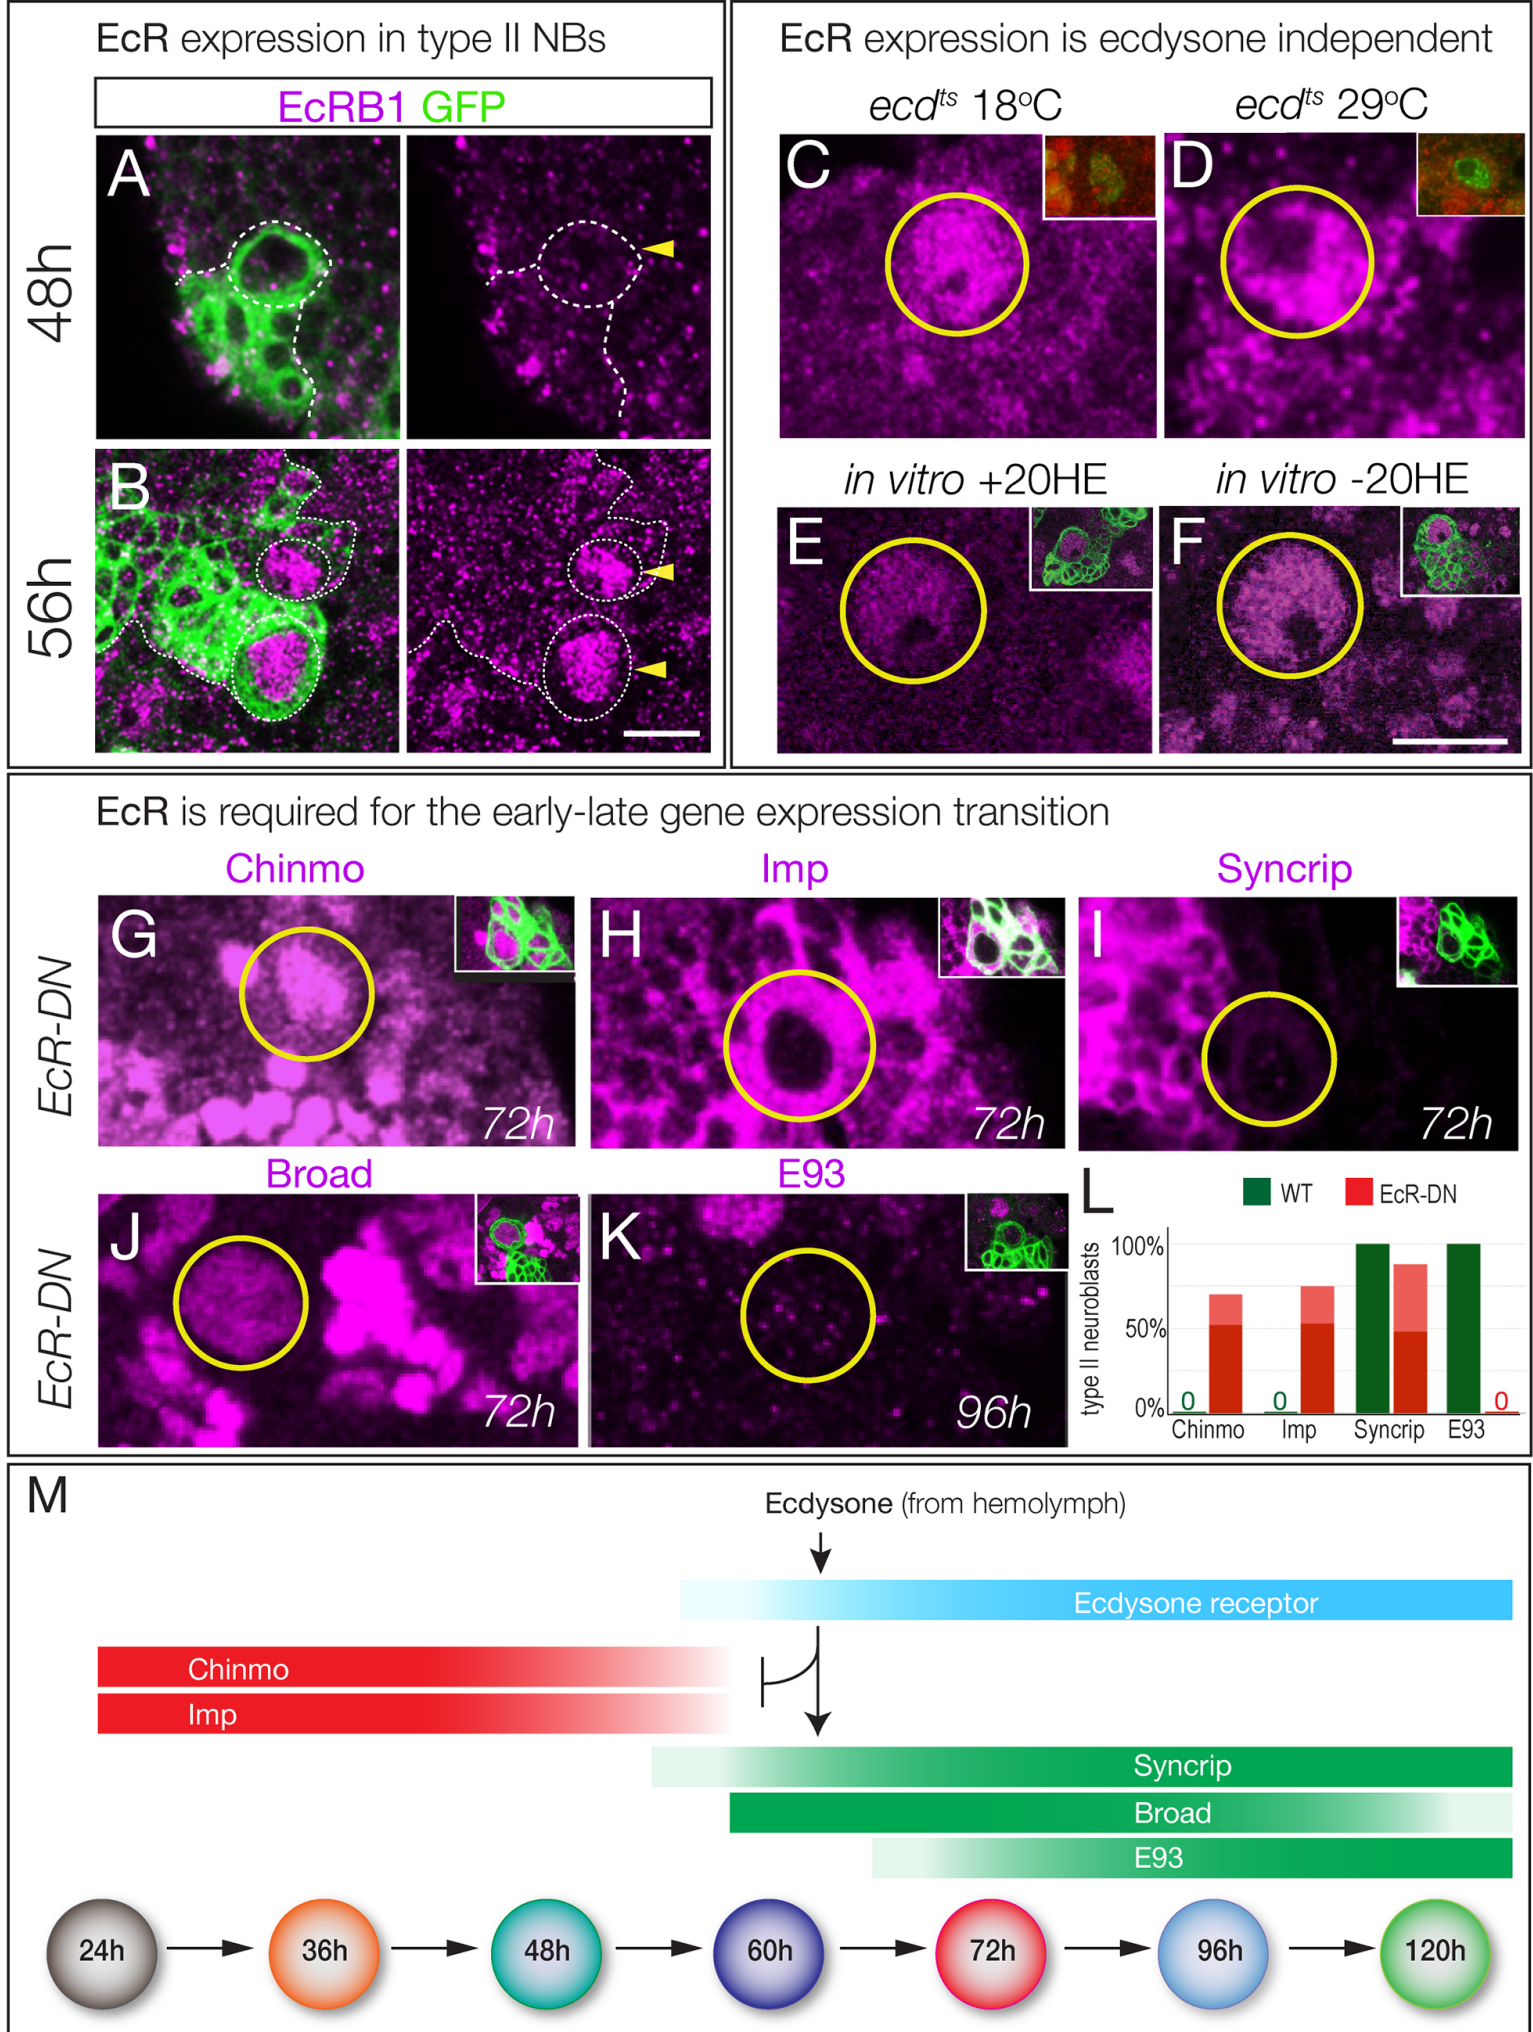 EcR expression in type II NBs
EcRB1 GFP
48h
A
56h
B
EcR expression is ecdysone independent
ecdts 18oC
ecdts 29oC
C
D
in vitro +20HE
in vitro -20HE
E
F
EcR is required for the early-late gene expression transition
Chinmo
Imp
Syncrip
EcR-DN
G
72h
H
72h
I
72h
Broad
E93
EcR-DN
J
72h
K
96h
L
WT
EcR-DN
type II neuroblasts
100%
50%
0%
0
0
0
Chinmo
Imp
Syncrip
E93
M
Ecdysone (from hemolymph)
Ecdysone receptor
Chinmo
Imp
Syncrip
Broad
E93
24h
36h
48h
60h
72h
96h
120h